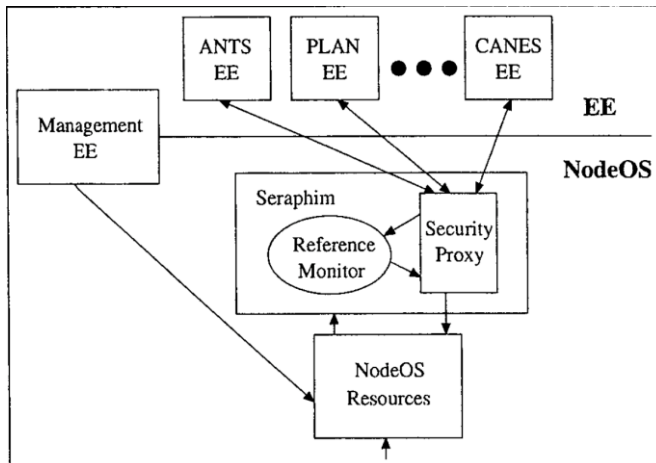 ANTS
EE
PLAN
EE
CANES
EE
Management
EE
EE
NodeOS
Seraphim
Reference
Monitor
Security
Proxy
NodeOS
Resources